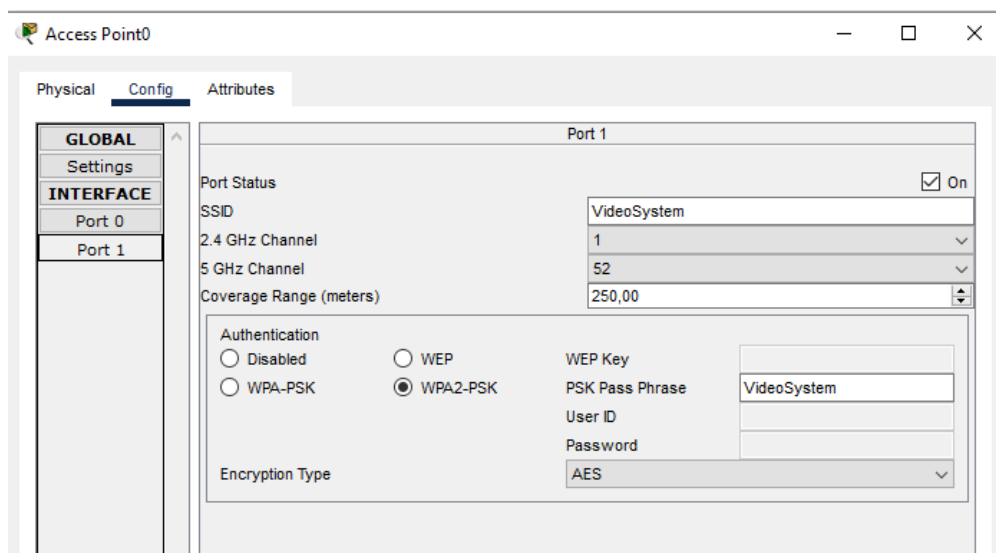 Access Point0
Physical Config Attributes
GLOBAL
Settings
INTERFACE
Port 0
Port 1
Port 1
Port Status On
SSID VideoSystem
2.4 GHz Channel 1
5 GHz Channel 52
Coverage Range (meters) 250,00
Authentication
Disabled WEP WEP Key
WPA-PSK WPA2-PSK PSK Pass Phrase VideoSystem
User ID
Password
Encryption Type AES